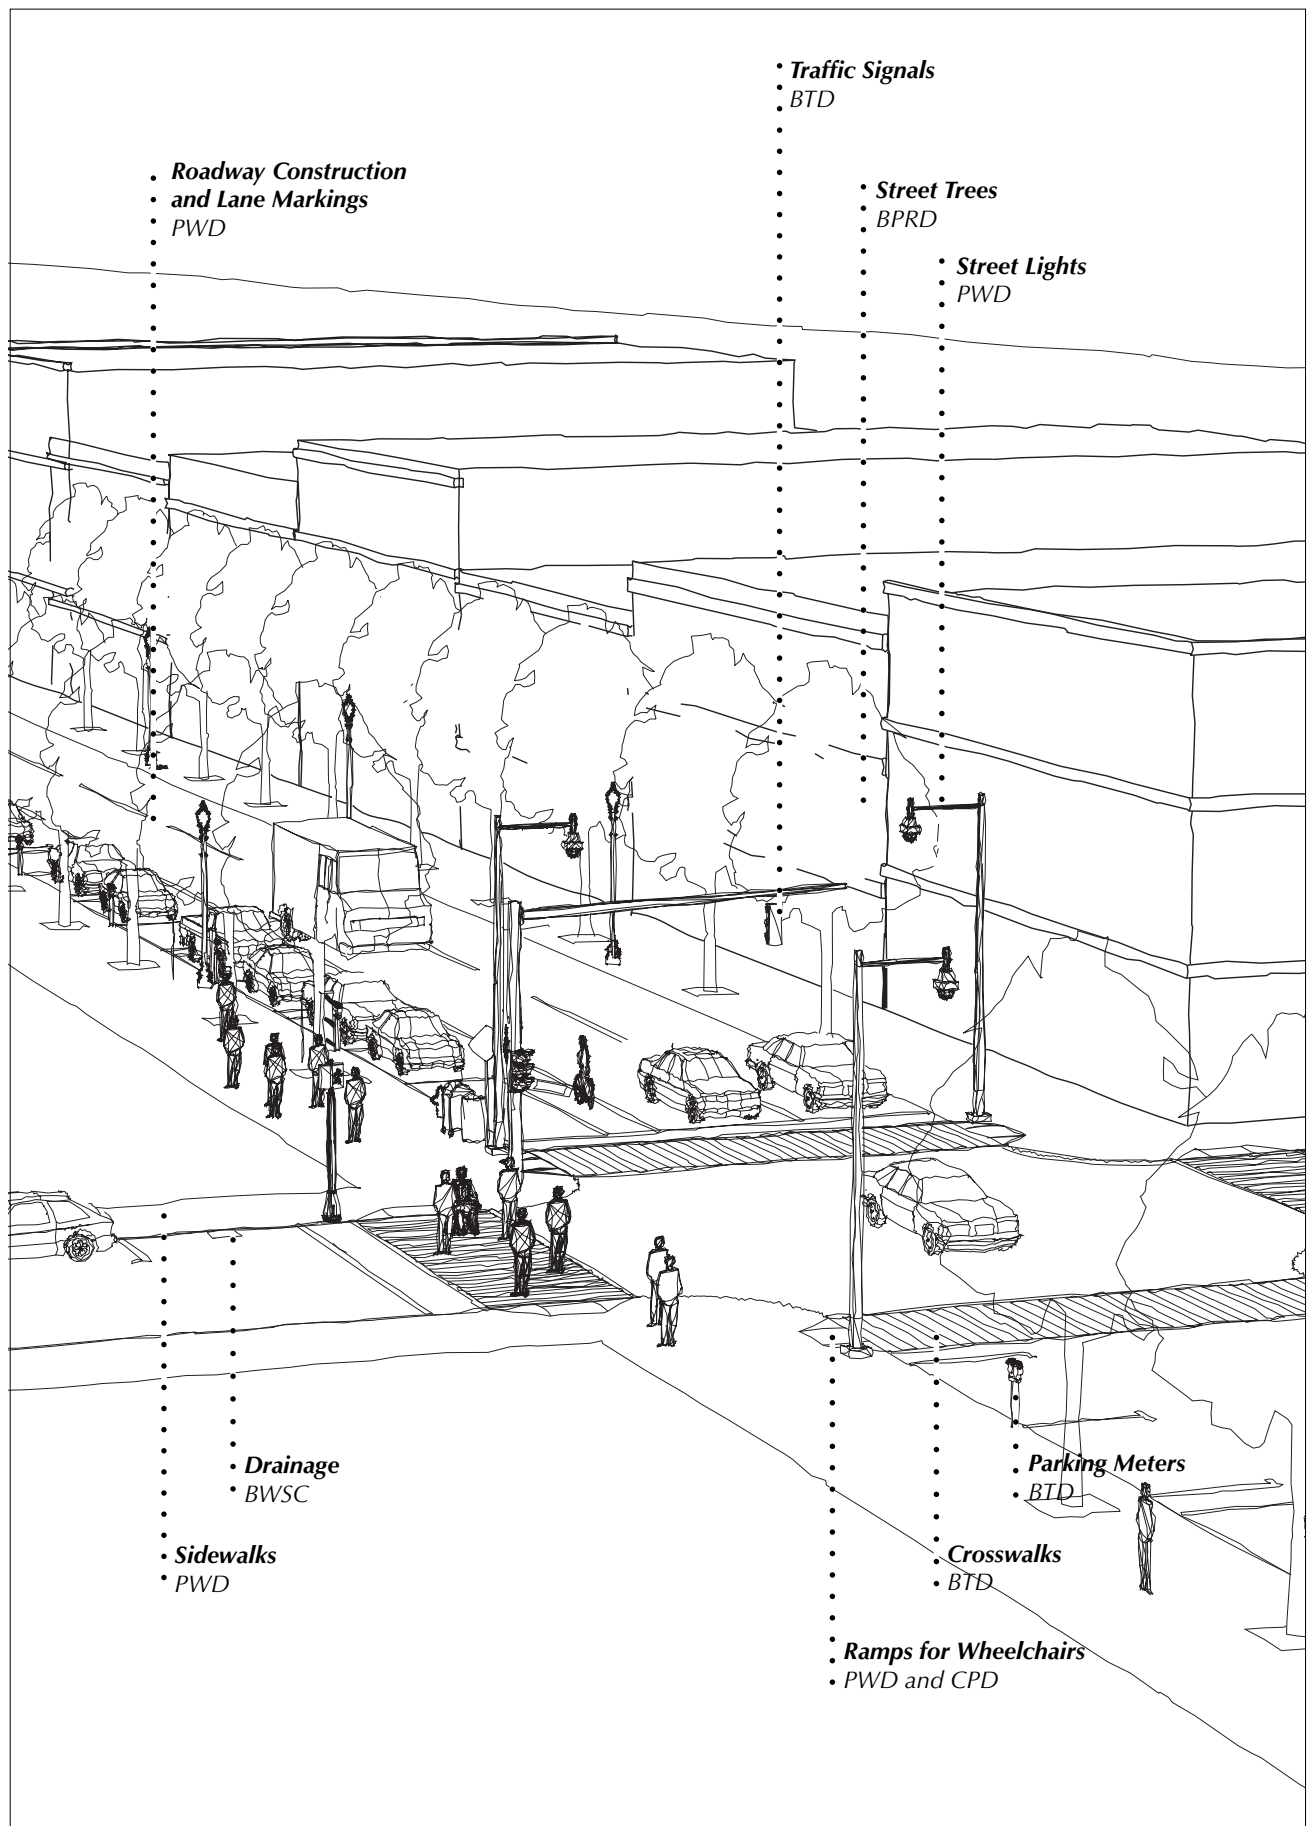 Traffic Signals
BTD
Roadway Construction
and Lane Markings
PWD
Street Trees
BPRD
Street Lights
PWD
Drainage
BWSC
Parking Meters
BTD
Sidewalks
PWD
Crosswalks
BTD
Ramps for Wheelchairs
PWD and CPD